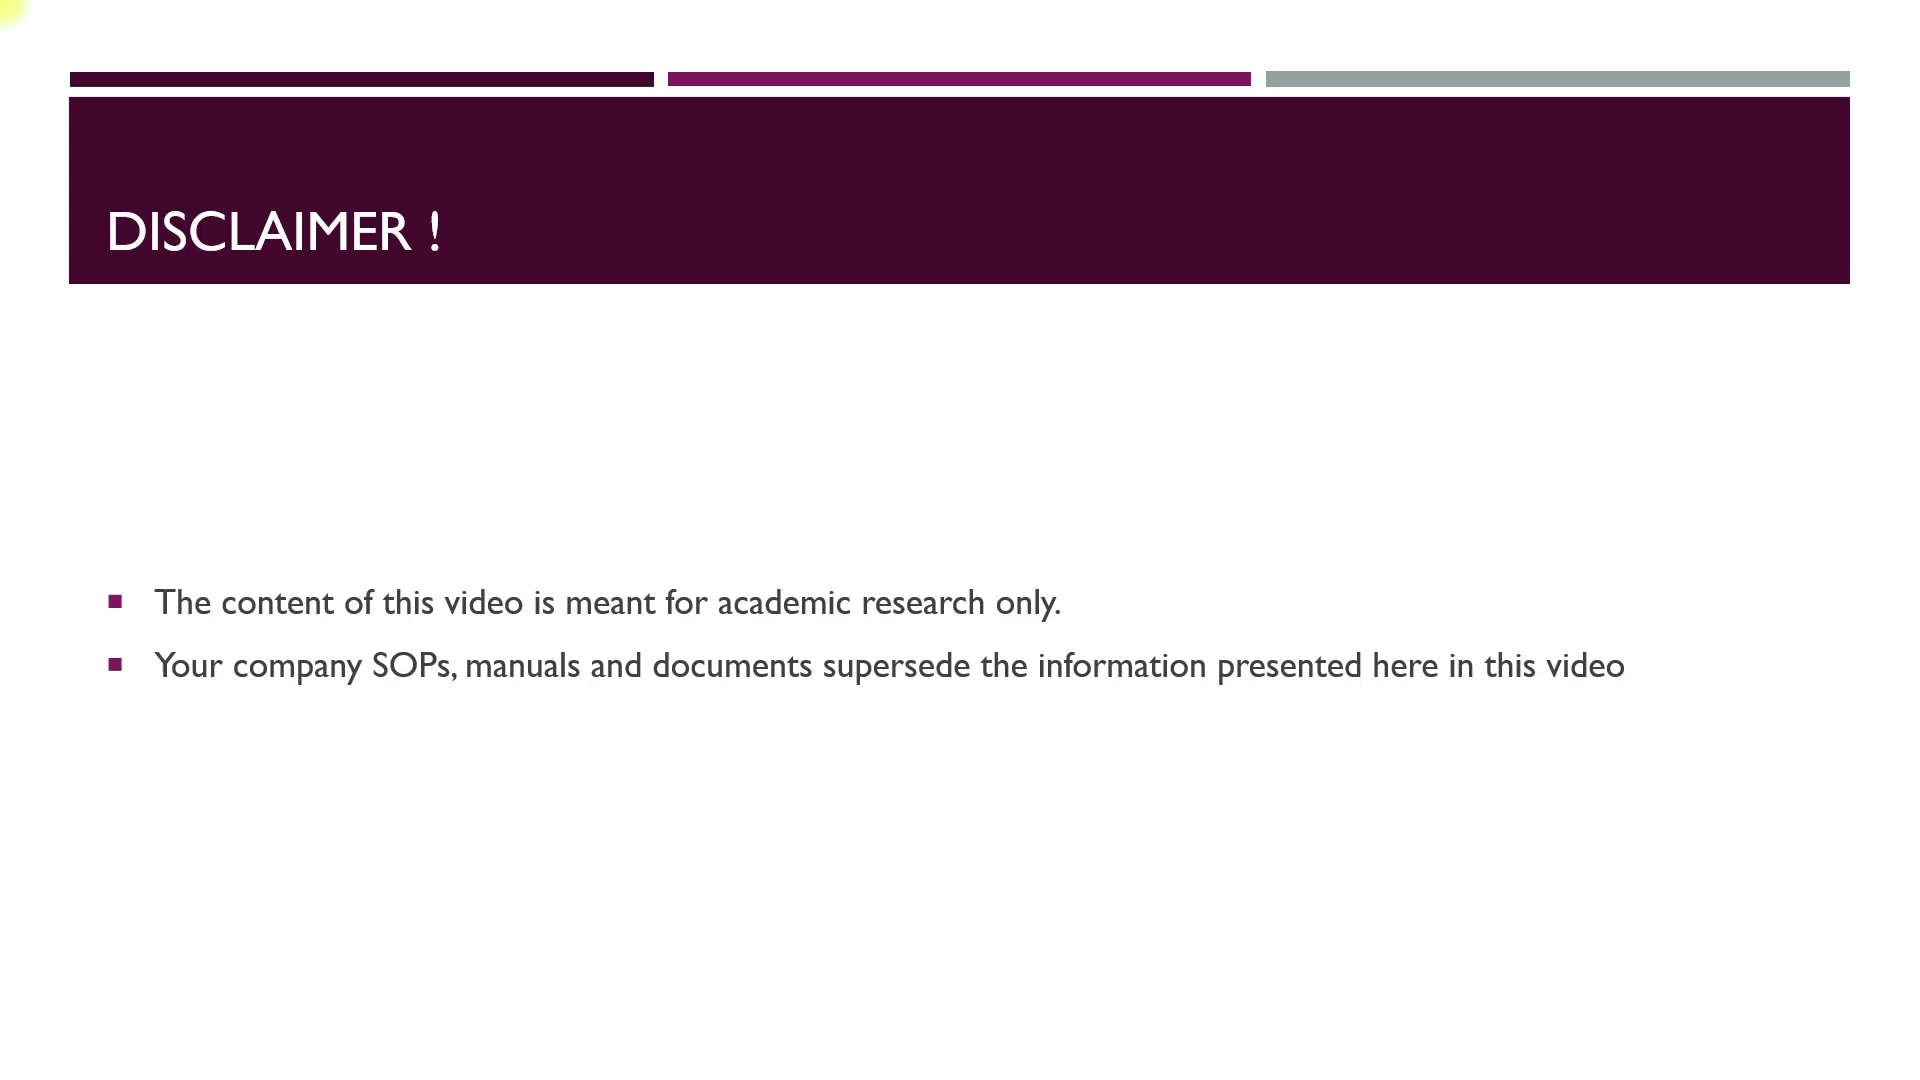 DISCLAIMER !
The content of this video is meant for academic research only.
Your company SOPs, manuals and documents supersede the information presented here in this video